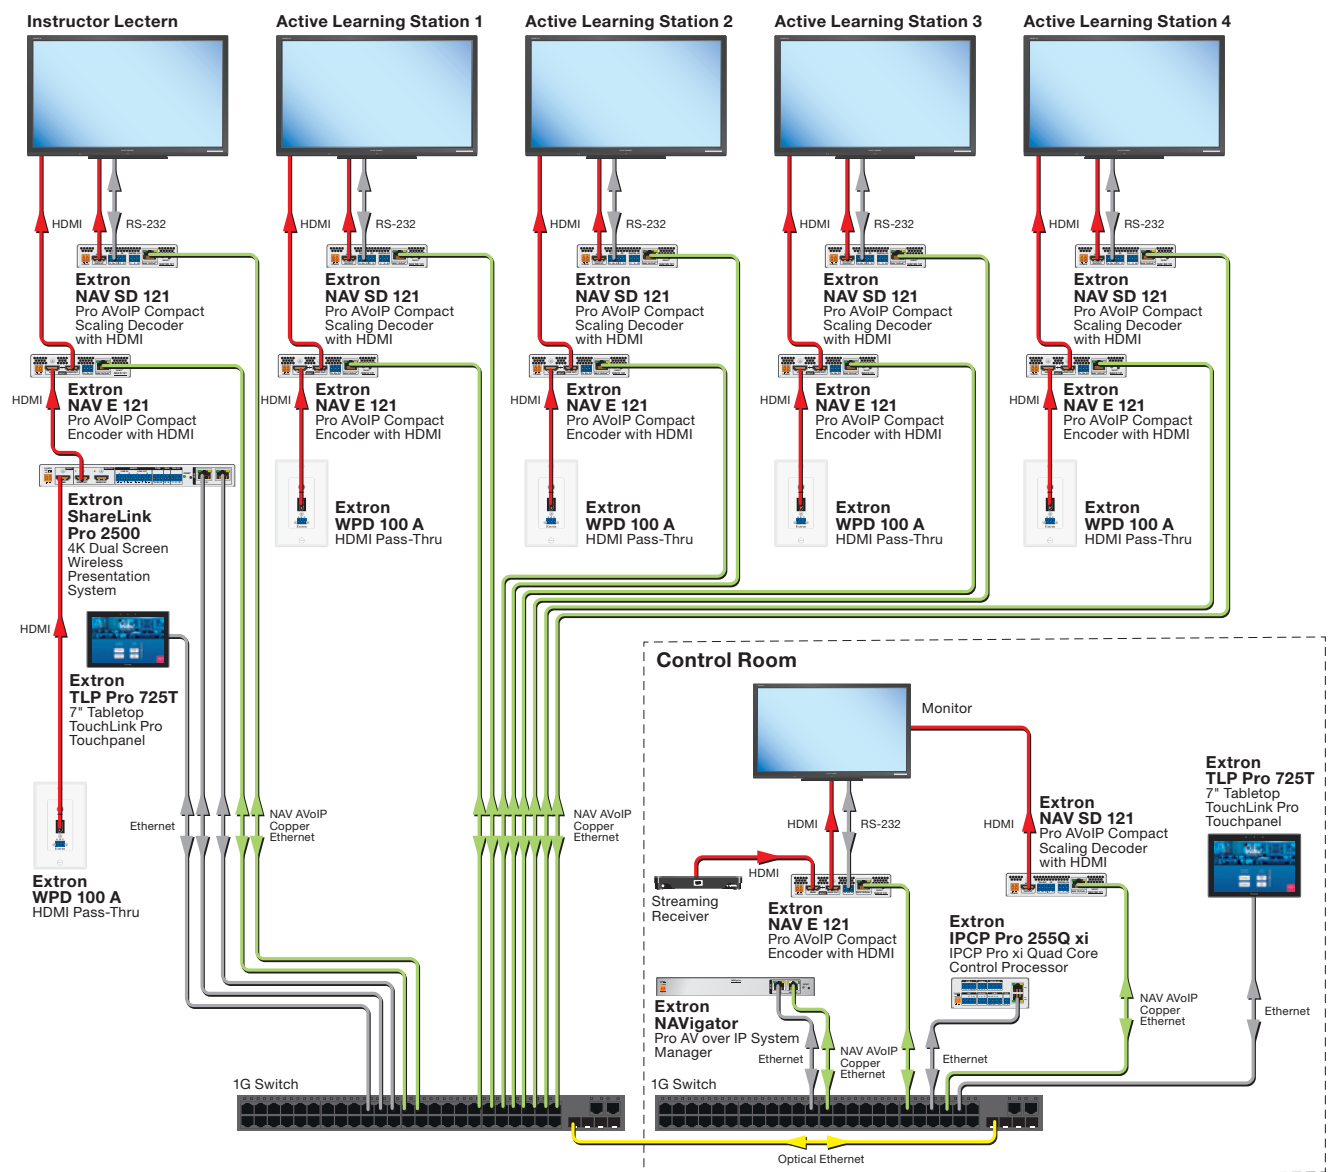 Instructor Lectern
Active Learning Station 1
Active Learning Station 2
Active Learning Station 3
Active Learning Station 4
HDMI
RS-232
HDMI
RS-232
HDMI
RS-232
HDMI
RS-232
HDMI
RS-232
Extron
NAV SD 121
Pro AVoIP Compact
Scaling Decoder
with HDMI
Extron
NAV SD 121
Pro AVoIP Compact
Scaling Decoder
with HDMI
Extron
NAV SD 121
Pro AVoIP Compact
Scaling Decoder
with HDMI
Extron
NAV SD 121
Pro AVoIP Compact
Scaling Decoder
with HDMI
Extron
NAV SD 121
Pro AVoIP Compact
Scaling Decoder
with HDMI
HDMI
Extron
NAV E 121
Pro AVoIP Compact
Encoder with HDMI
HDMI
Extron
NAV E 121
Pro AVoIP Compact
Encoder with HDMI
HDMI
Extron
NAV E 121
Pro AVoIP Compact
Encoder with HDMI
HDMI
Extron
NAV E 121
Pro AVoIP Compact
Encoder with HDMI
HDMI
Extron
NAV E 121
Pro AVoIP Compact
Encoder with HDMI
Extron
ShareLink
Pro 2500
4K Dual Screen
Wireless
Presentation
System
Extron
WPD 100 A
HDMI Pass-Thru
Extron
WPD 100 A
HDMI Pass-Thru
Extron
WPD 100 A
HDMI Pass-Thru
Extron
WPD 100 A
HDMI Pass-Thru
HDMI
Extron
TLP Pro 725T
7" Tabletop
TouchLink Pro
Touchpanel
Extron
WPD 100 A
HDMI Pass-Thru
Ethernet
NAV AVoIP
Copper
Ethernet
NAV AVoIP
Copper
Ethernet
1G Switch
Control Room
Monitor
HDMI
RS-232
HDMI
Streaming
Receiver
Extron
NAV E 121
Pro AVoIP Compact
Encoder with HDMI
HDMI
Extron
NAV SD 121
Pro AVoIP Compact
Scaling Decoder
with HDMI
Extron
TLP Pro 725T
7" Tabletop
TouchLink Pro
Touchpanel
Extron
IPCP Pro 255Q xi
IPCP Pro xi Quad Core
Control Processor
Extron
NAVigator
Pro AV over IP System
Manager
Ethernet
NAV AVoIP
Copper
Ethernet
Ethernet
NAV AVoIP
Copper
Ethernet
Ethernet
1G Switch
Optical Ethernet